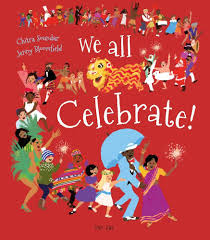 Chitra Soundar
Jenny Bloomfield
We all
Celebrate!